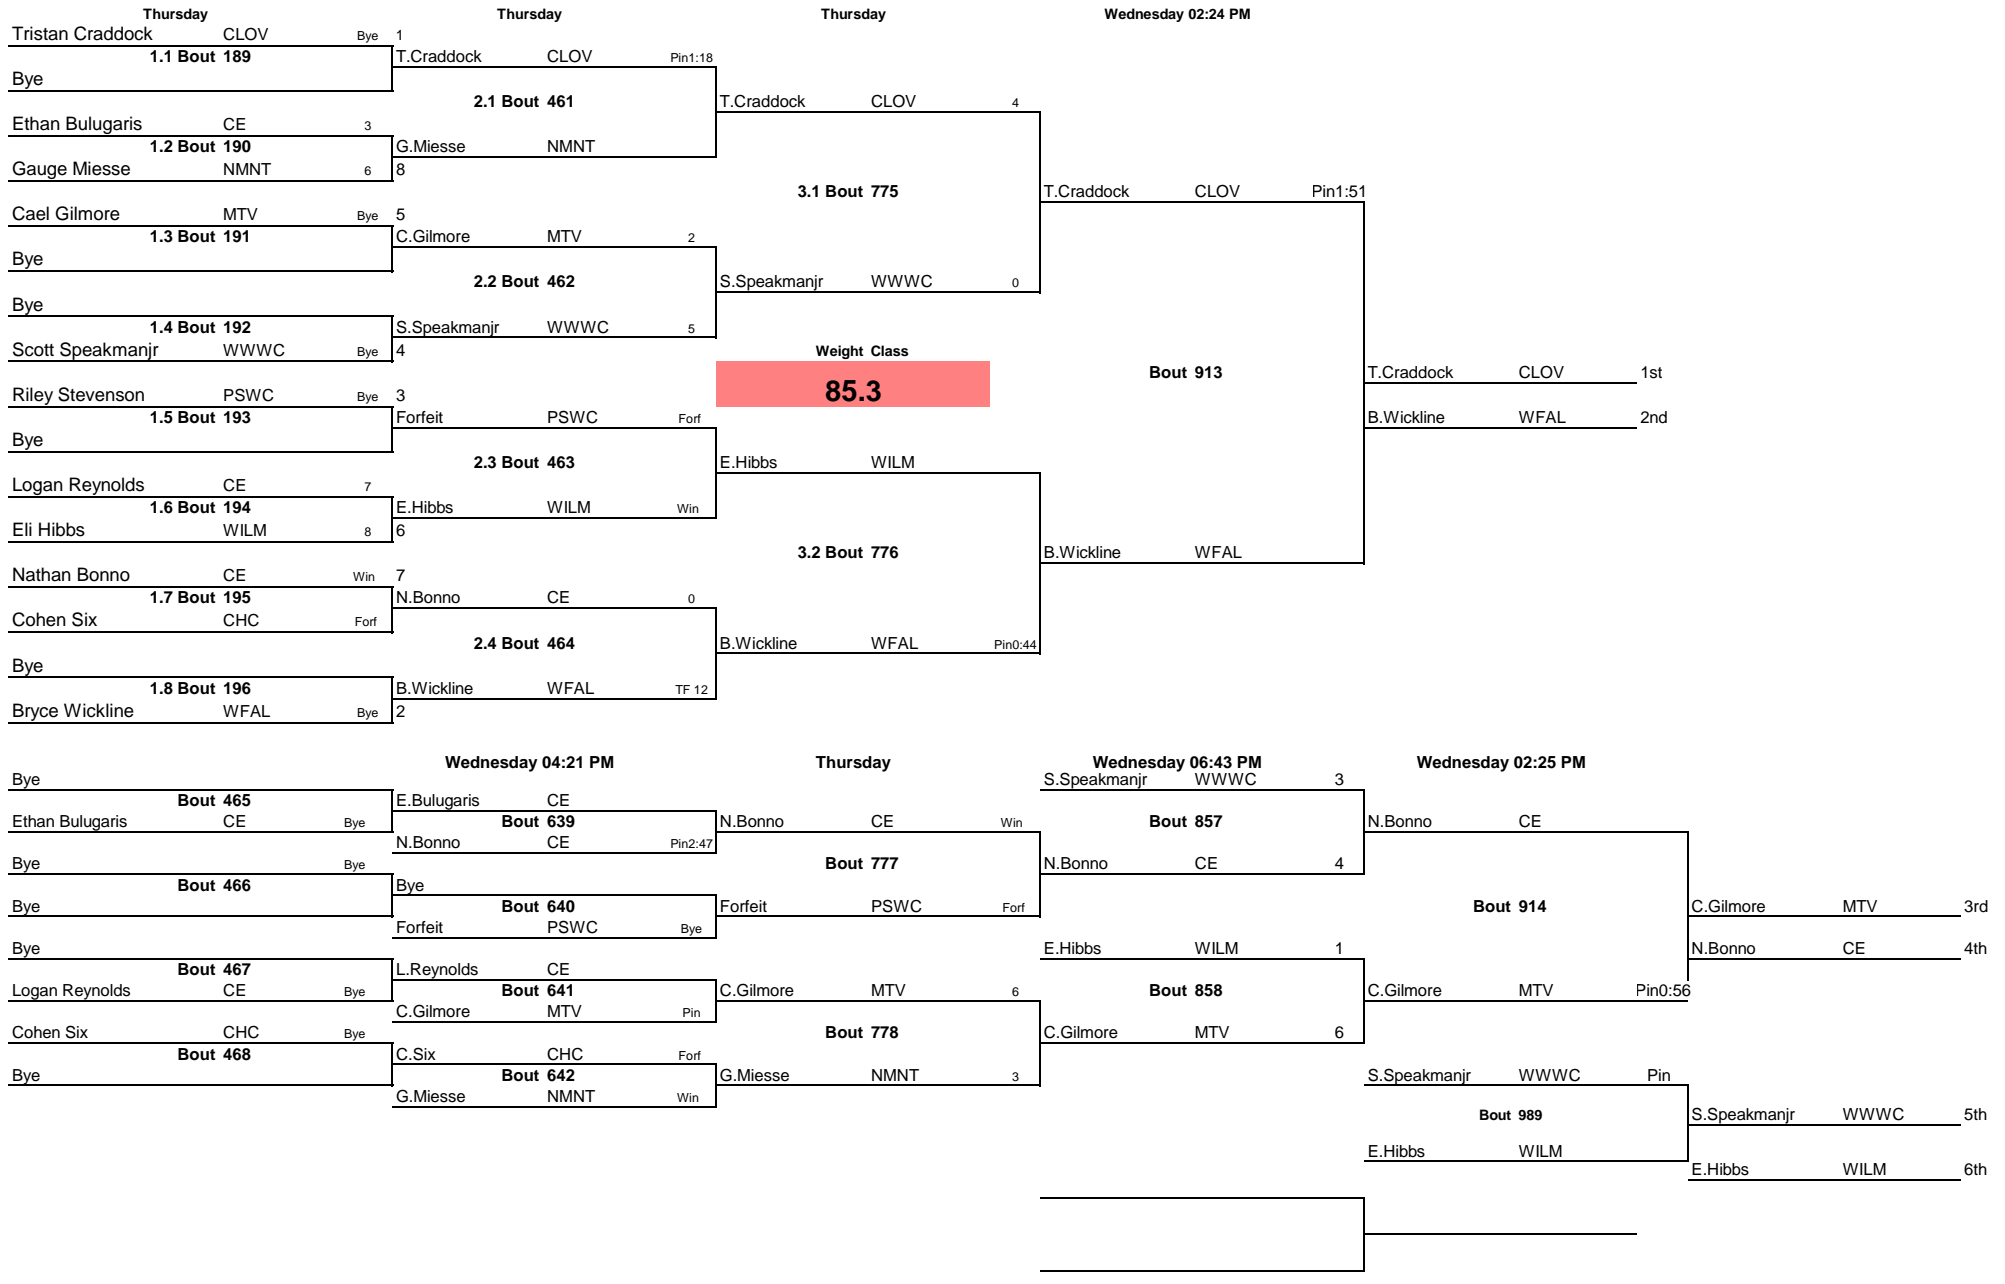 Thursday Thursday Thursday Wednesday 02:24 PM
Tristan Craddock CLOV Bye 1
1.1 Bout 189 T.Craddock CLOV Pin1:18
Bye
2.1 Bout 461 T.Craddock CLOV 4
Ethan Bulugaris CE 3
1.2 Bout 190 G.Miesse NMNT
Gauge Miesse NMNT 6 8
3.1 Bout 775 T.Craddock CLOV Pin1:51
Cael Gilmore MTV Bye 5
1.3 Bout 191 C.Gilmore MTV 2
Bye
2.2 Bout 462 S.Speakmanjr WWWC 0
Bye
1.4 Bout 192 S.Speakmanjr WWWC 5
Scott Speakmanjr WWWC Bye 4 Weight Class
Bout 913 T.Craddock CLOV 1st
Riley Stevenson PSWC Bye 3 85.3
1.5 Bout 193 Forfeit PSWC Forf B.Wickline WFAL 2nd
Bye
2.3 Bout 463 E.Hibbs WILM
Logan Reynolds CE 7
1.6 Bout 194 E.Hibbs WILM Win
Eli Hibbs WILM 8 6
3.2 Bout 776 B.Wickline WFAL
Nathan Bonno CE Win 7
1.7 Bout 195 N.Bonno CE 0
Cohen Six CHC Forf
2.4 Bout 464 B.Wickline WFAL Pin0:44
Bye
1.8 Bout 196 B.Wickline WFAL TF 12
Bryce Wickline WFAL Bye 2
Wednesday 04:21 PM Thursday Wednesday 06:43 PM Wednesday 02:25 PM
Bye S.Speakmanjr WWWC 3
Bout 465 E.Bulugaris CE
Ethan Bulugaris CE Bye Bout 639 N.Bonno CE Win Bout 857 N.Bonno CE
N.Bonno CE Pin2:47
Bye Bye Bout 777 N.Bonno CE 4
Bout 466 Bye
Bye Bout 640 Forfeit PSWC Forf Bout 914 C.Gilmore MTV 3rd
Forfeit PSWC Bye
Bye E.Hibbs WILM 1 N.Bonno CE 4th
Bout 467 L.Reynolds CE
Logan Reynolds CE Bye Bout 641 C.Gilmore MTV 6 Bout 858 C.Gilmore MTV Pin0:56
C.Gilmore MTV Pin
Cohen Six CHC Bye Bout 778 C.Gilmore MTV 6
Bout 468 C.Six CHC Forf
Bye Bout 642 G.Miesse NMNT 3 S.Speakmanjr WWWC Pin
G.Miesse NMNT Win
Bout 989 S.Speakmanjr WWWC 5th
E.Hibbs WILM
E.Hibbs WILM 6th